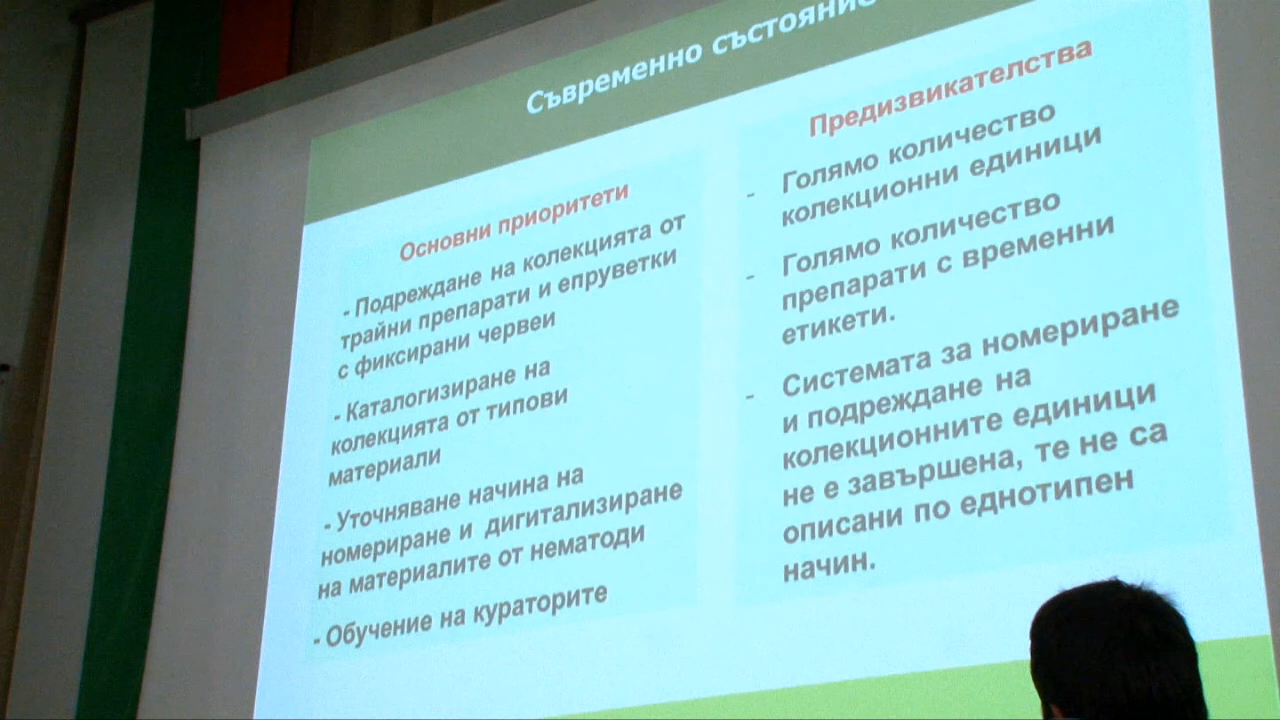 Съвременно състояние
Основни приоритети
- Подреждане на колекцията от
трайни препарати и епруветки
с фиксирани червеи
- Каталогизиране на
колекцията от типови
материали
- Уточняване начина на
номериране и дигитализиране
на материалите от нематоди
- Обучение на кураторите
Предизвикателства
- Голямо количество
колекционни единици
- Голямо количество
препарати с временни
етикети.
- Системата за номериране
и подреждане на
колекционните единици
не е завършена, те не са
описани по еднотипен
начин.